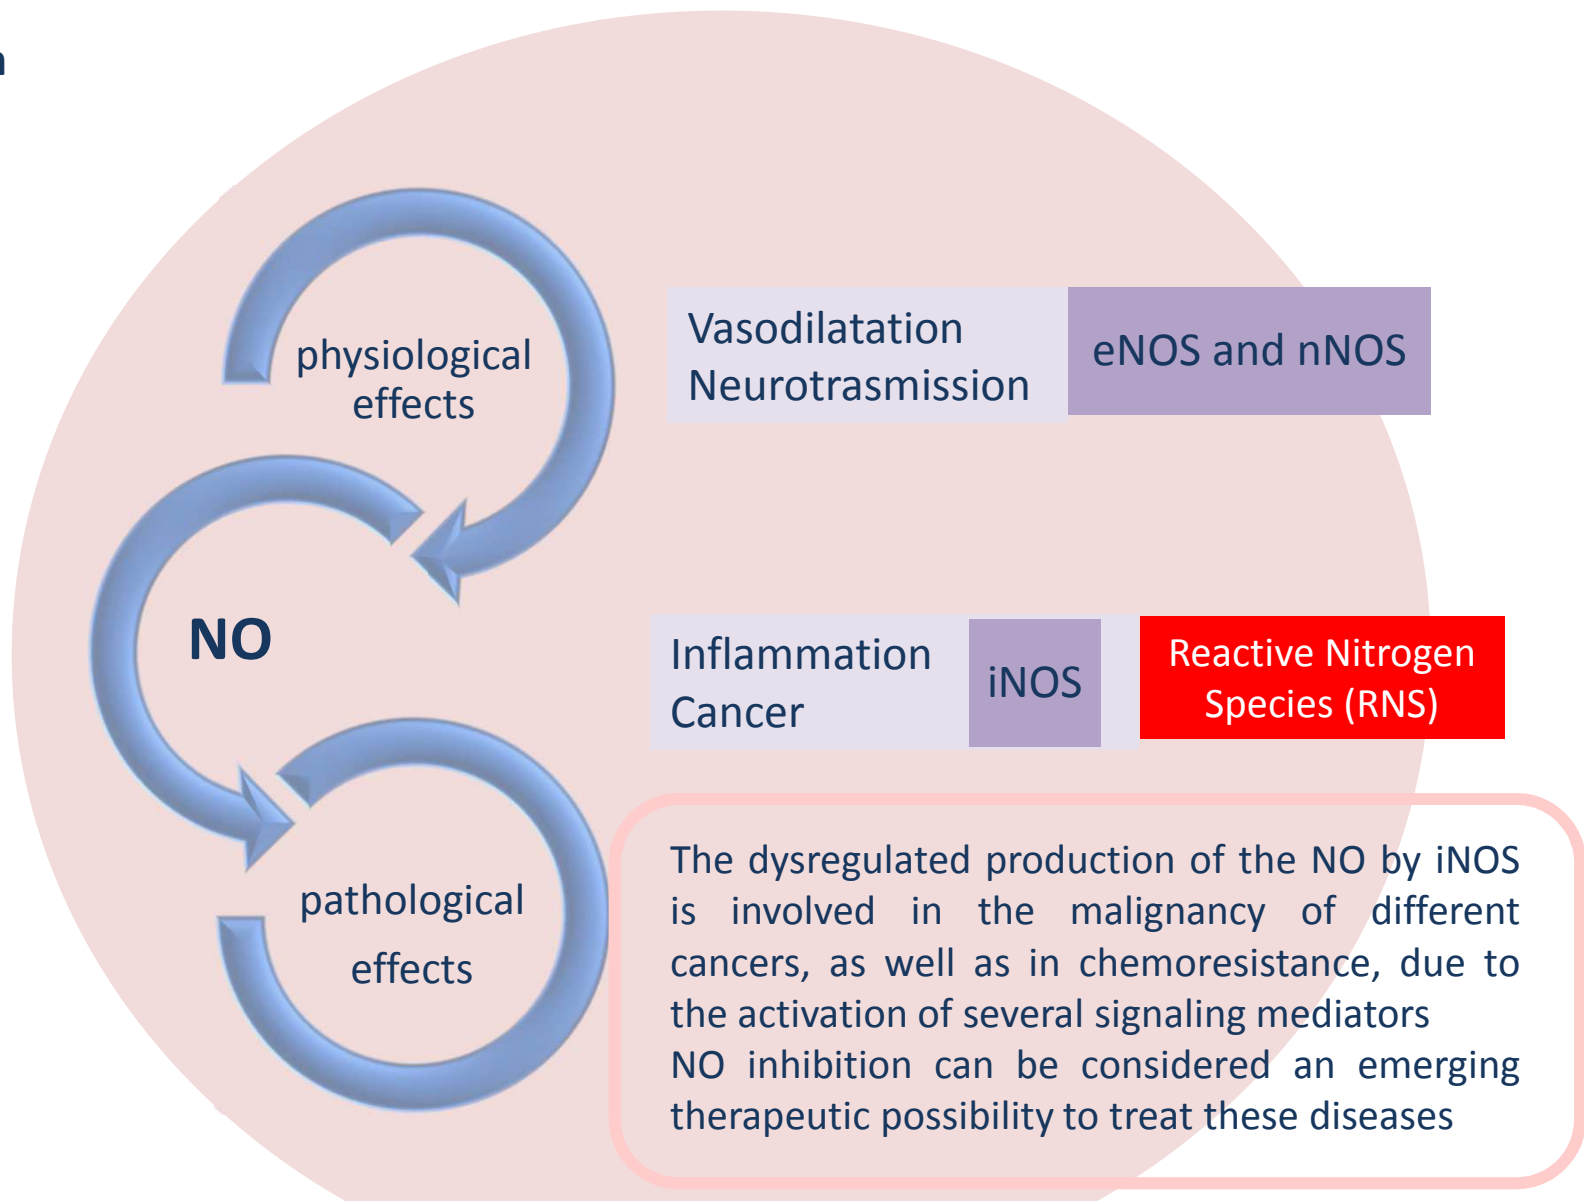 physiological
effects
Vasodilatation
Neurotrasmission
eNOS and nNOS
NO
Inflammation
Cancer
iNOS
Reactive Nitrogen
Species (RNS)
pathological
effects
The dysregulated production of the NO by iNOS
is involved in the malignancy of different
cancers, as well as in chemoresistance, due to
the activation of several signaling mediators
NO inhibition can be considered an emerging
therapeutic possibility to treat these diseases